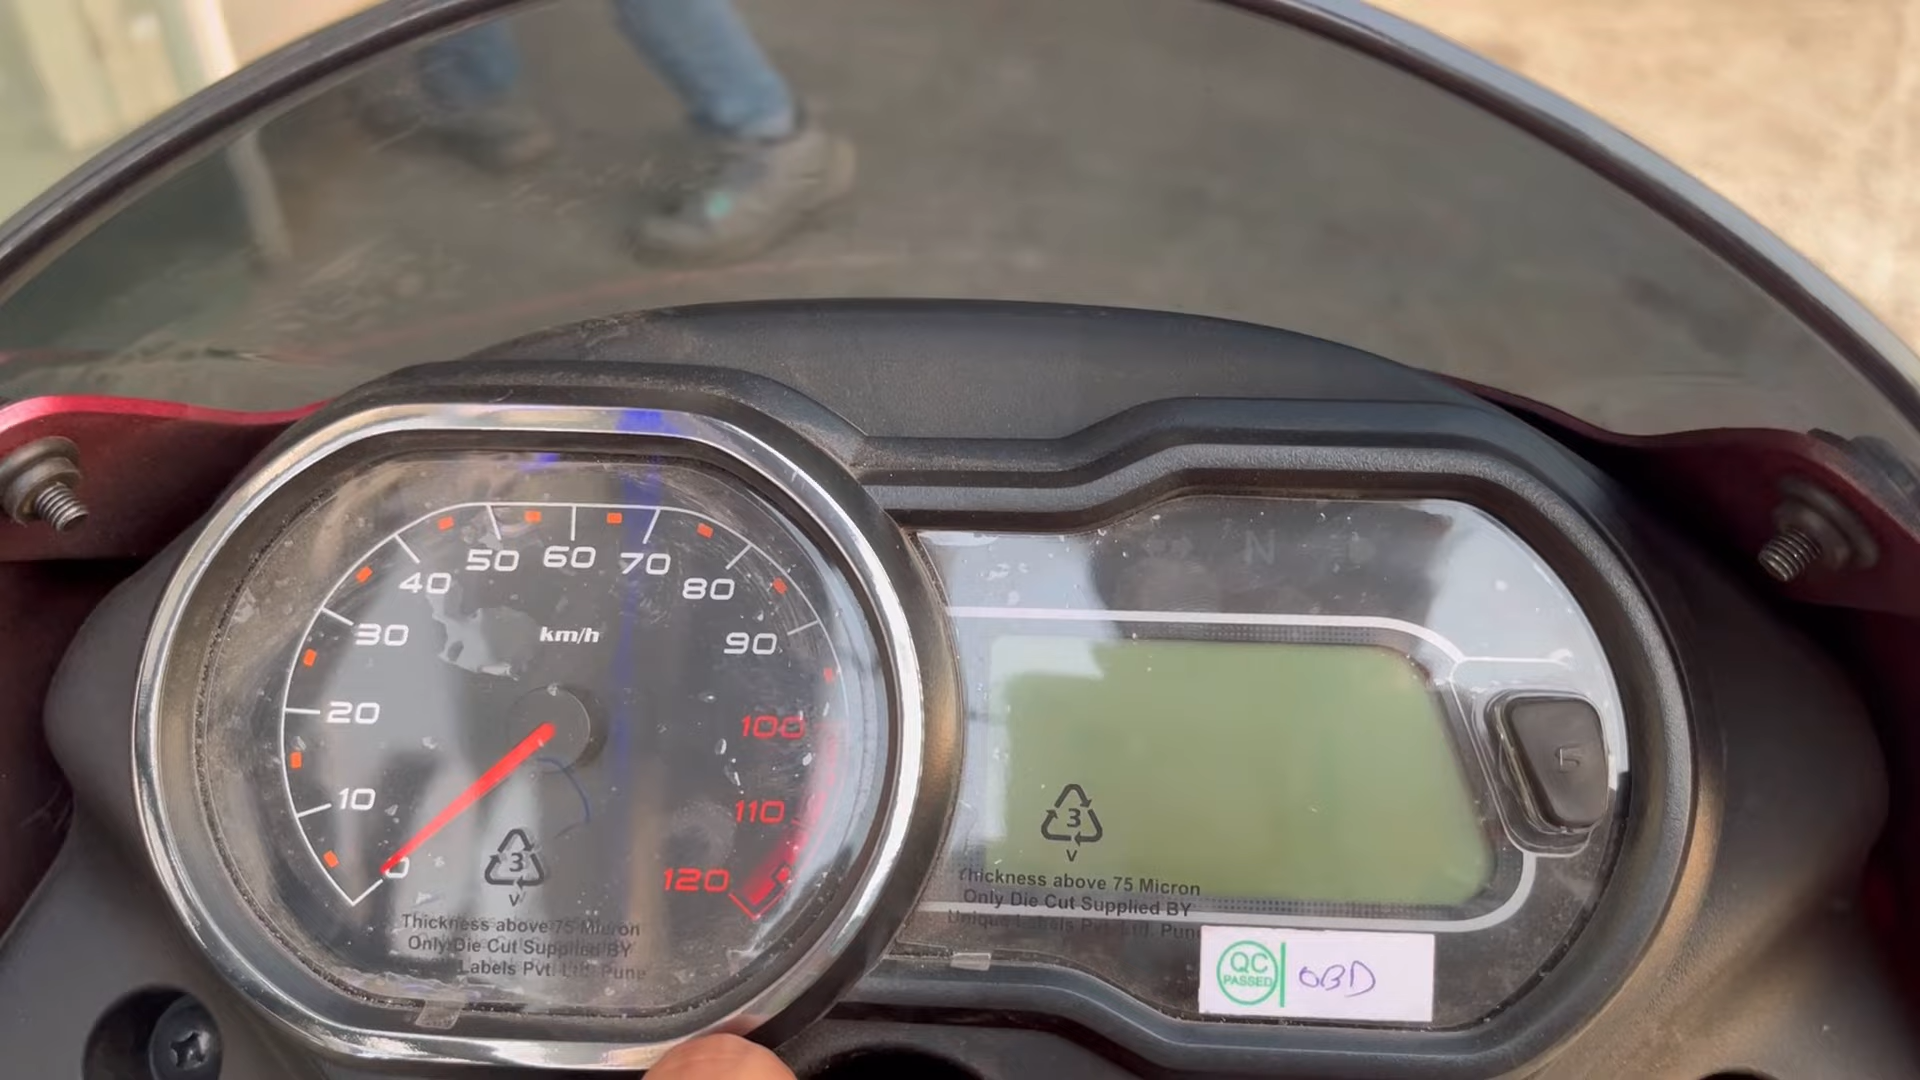 0
10
20
30
40
50
60
70
80
90
100
110
120
km/h
3
V
Thickness above 75 Micron
Only Die Cut Supplied BY
Labels Pvt. Ltd. Pune
N
5
3
V
Thickness above 75 Micron
Only Die Cut Supplied BY
Unique Labels Pvt. Ltd. Pune
QC
PASSED
OBD